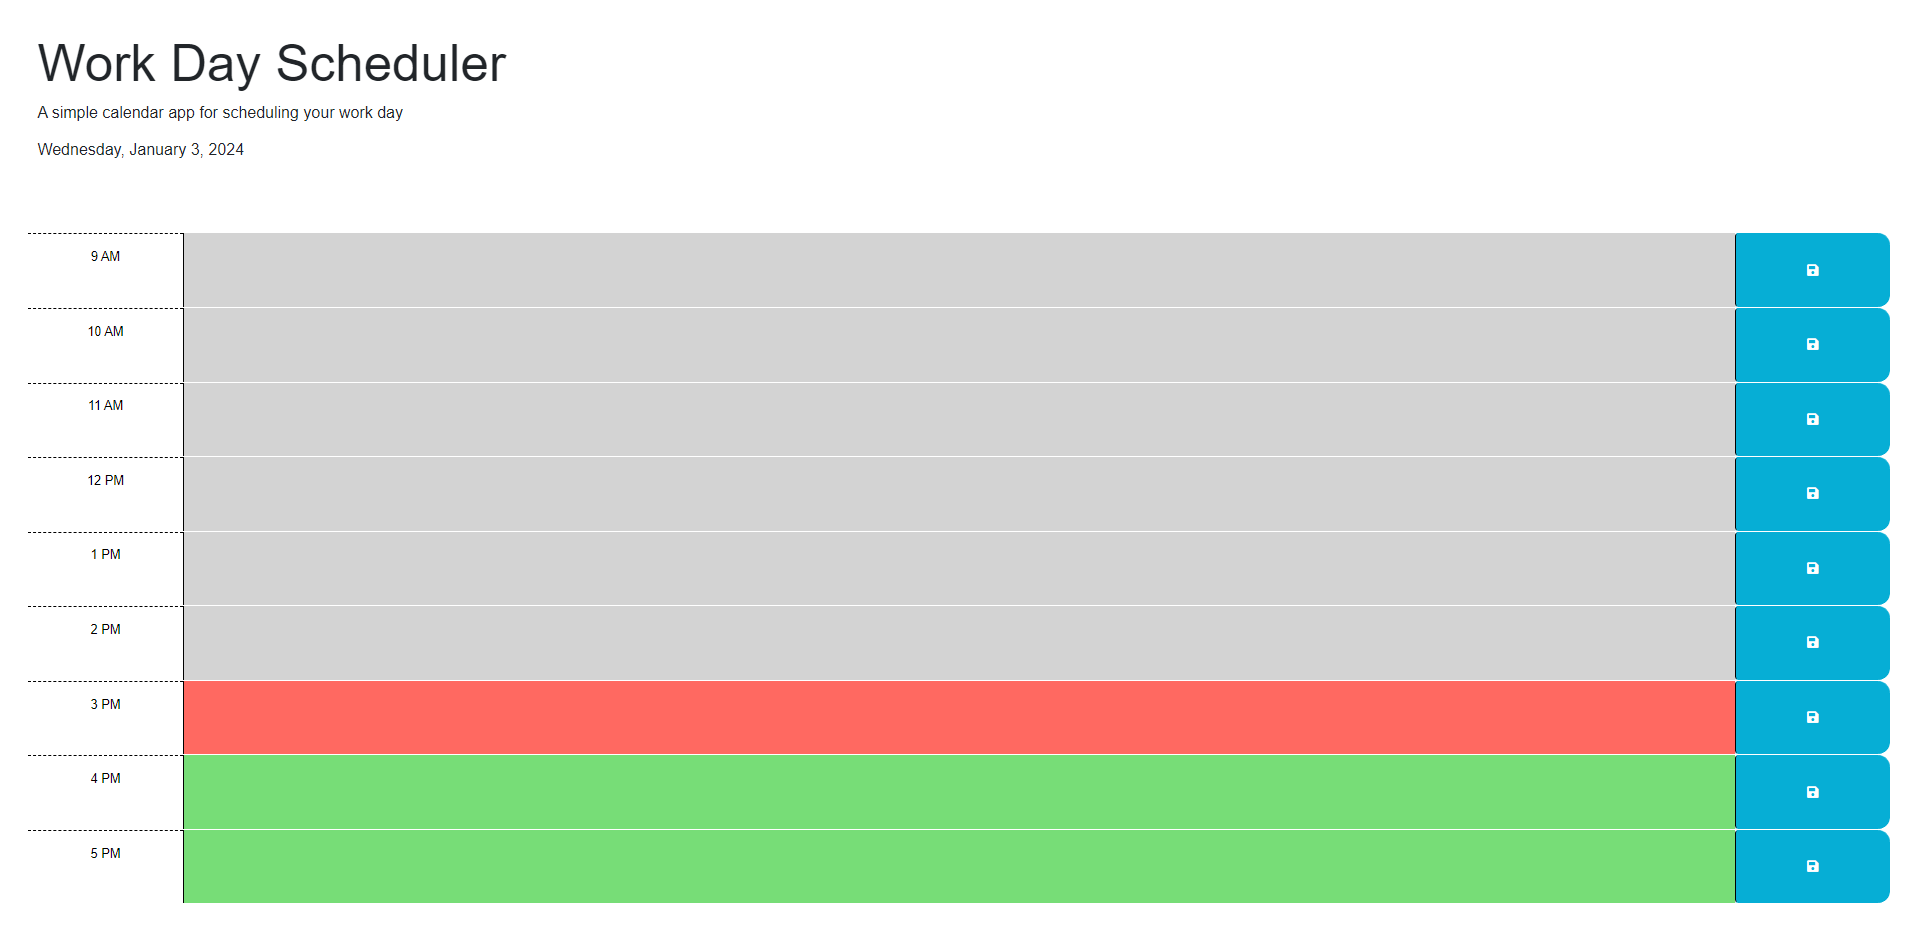 Work Day Scheduler
A simple calendar app for scheduling your work day
Wednesday, January 3, 2024
9 AM
10 AM
11 AM
12 PM
1 PM
2 PM
3 PM
4 PM
5 PM